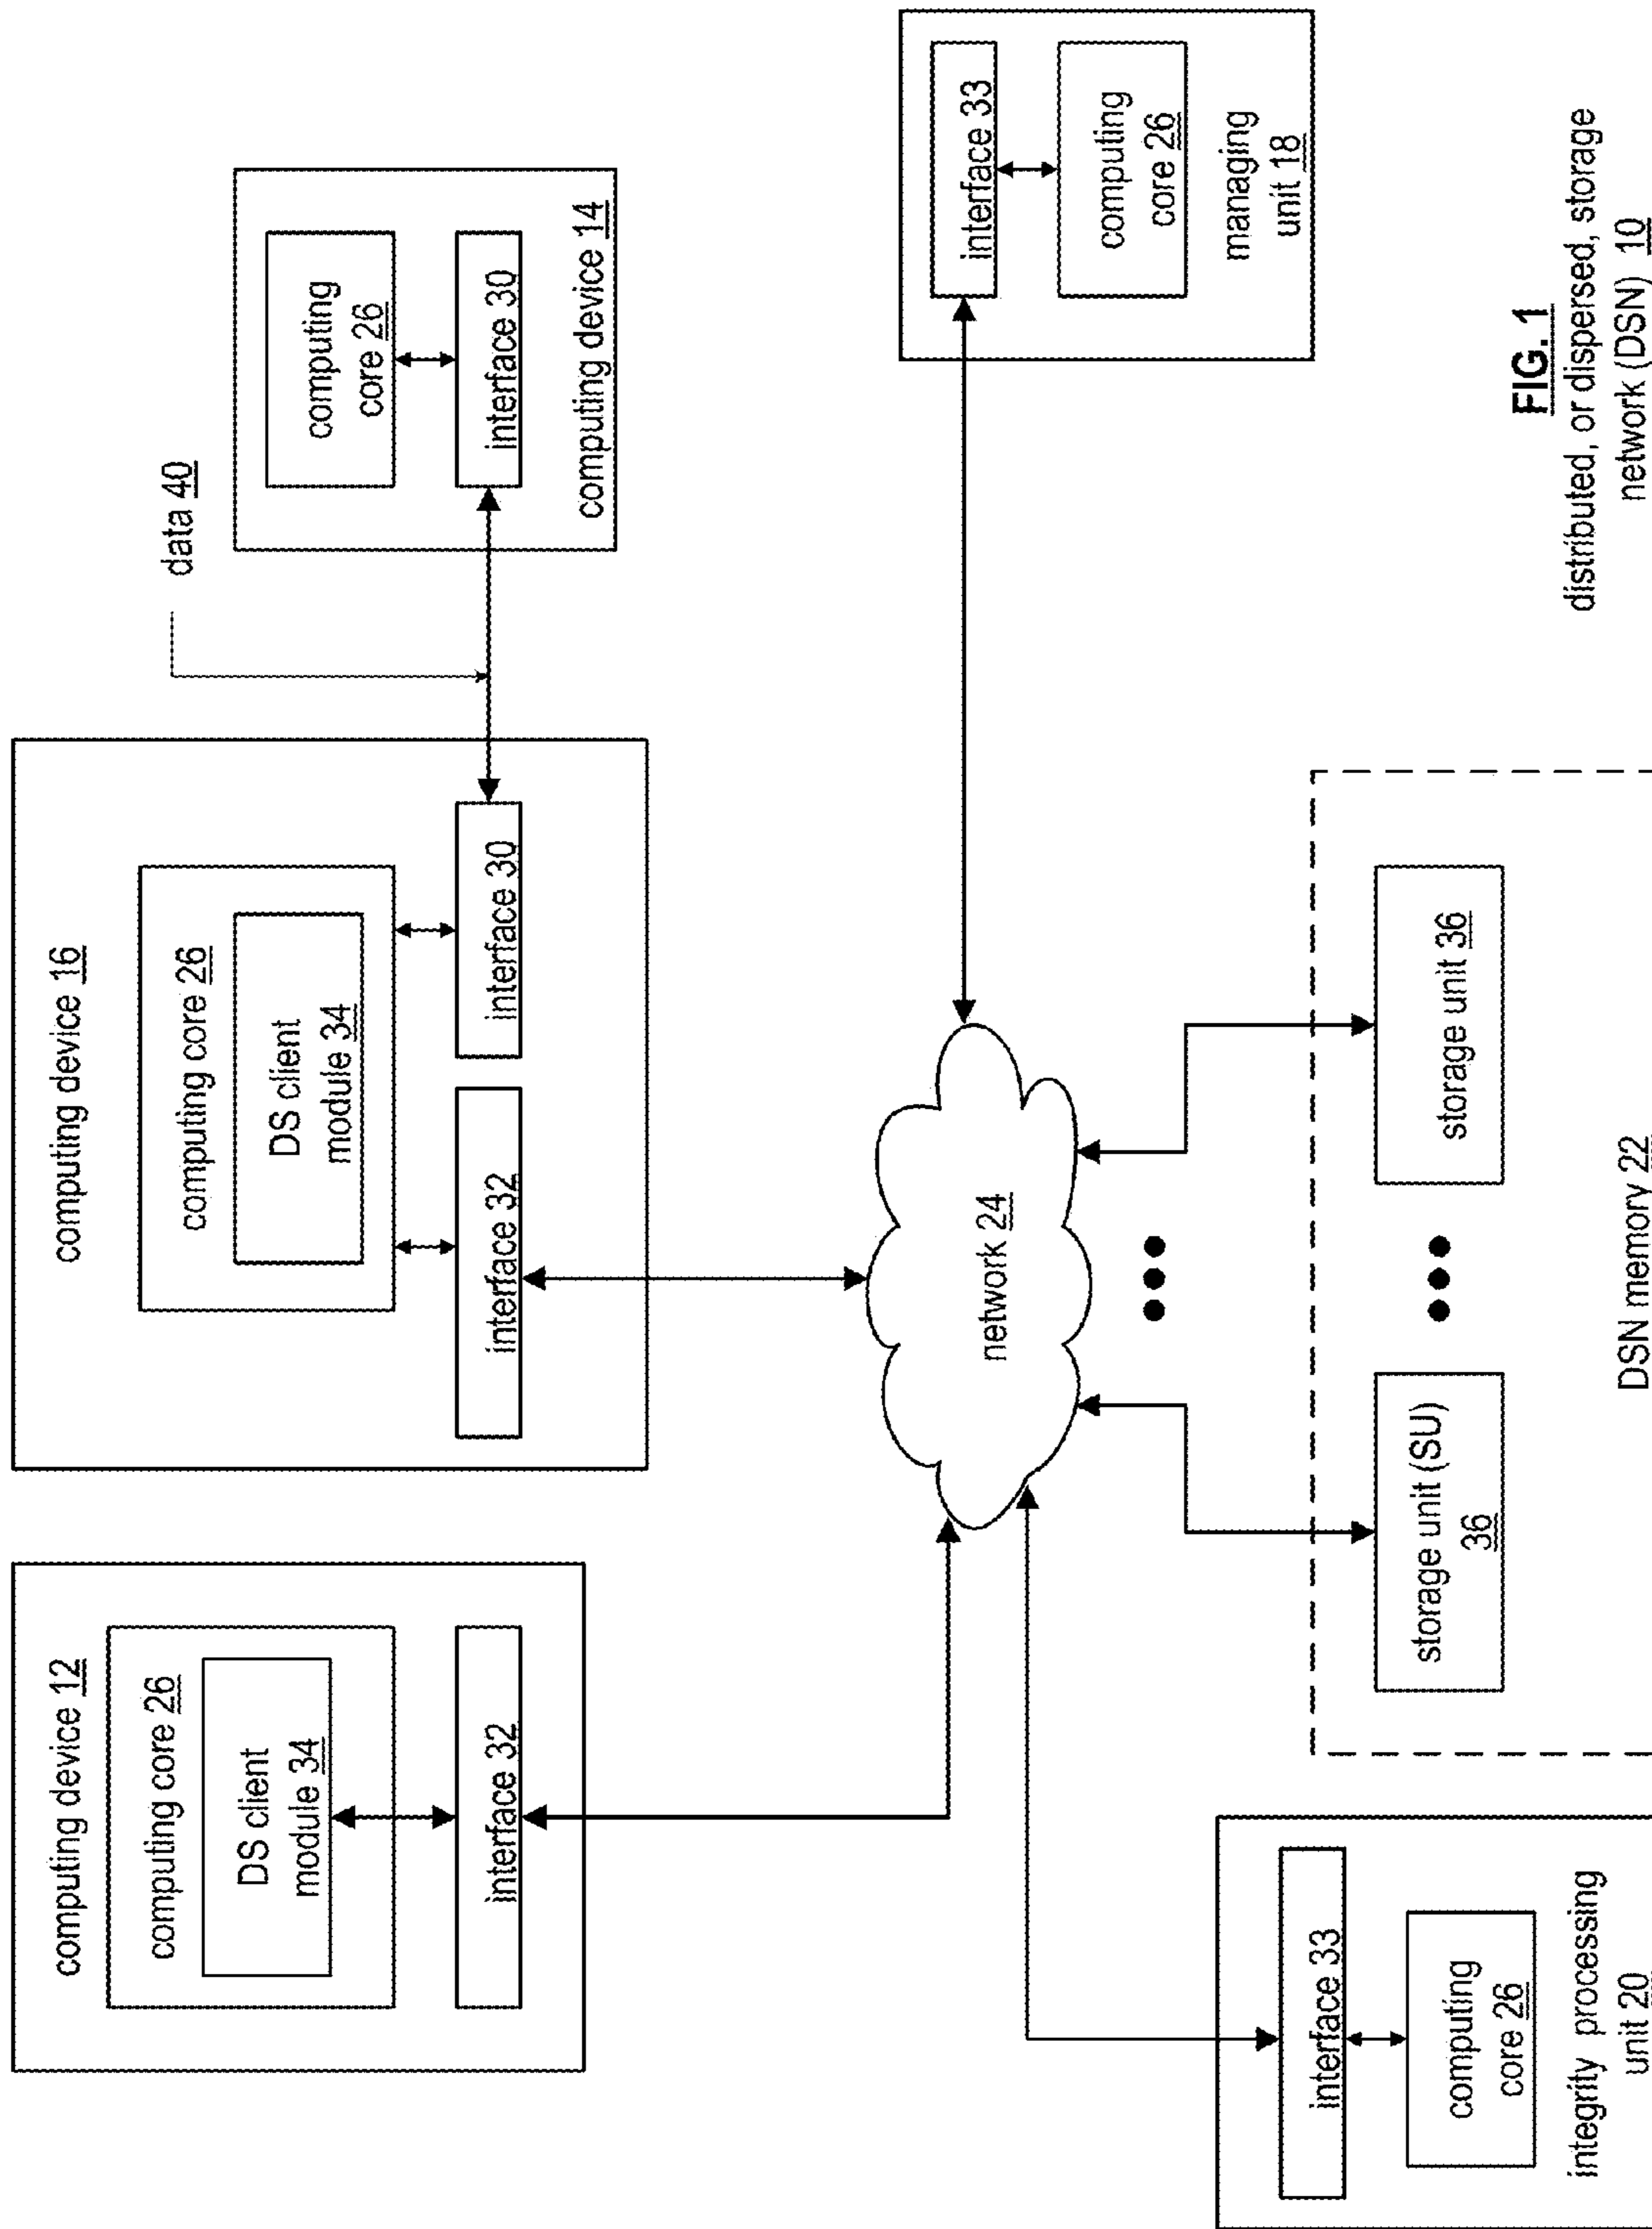 computing device 12
computing core 26
DS client
module 34
interface 32
computing device 16
computing core 26
DS client
module 34
interface 32
interface 30
data 40
computing
core 26
interface 30
computing device 14
network 24
interface 33
computing
core 26
managing
unit 18
interface 33
computing
core 26
integrity processing
unit 20
storage unit (SU)
36
storage unit 36
DSN memory 22
FIG. 1
distributed, or dispersed, storage
network (DSN) 10